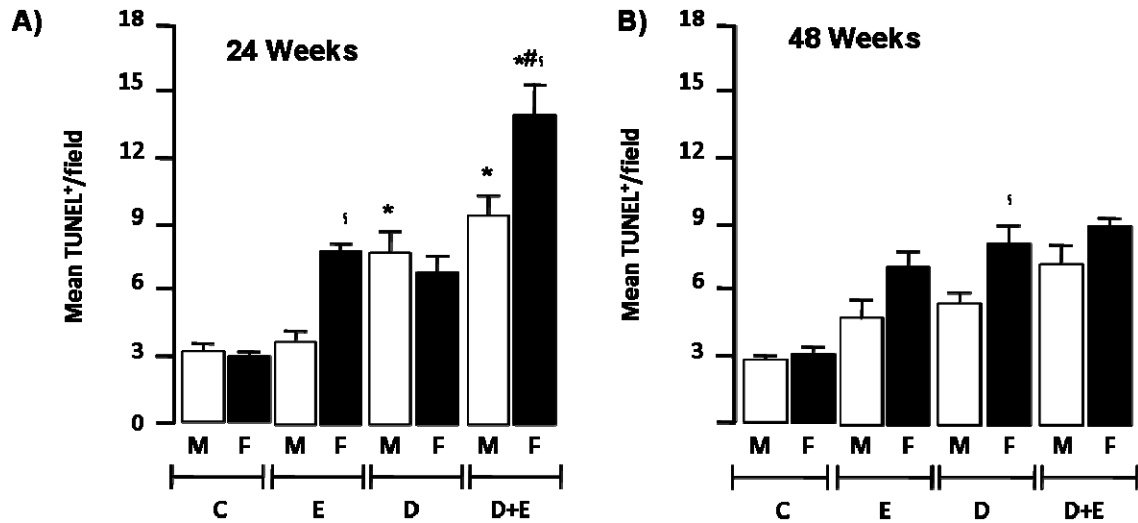 A)
24 Weeks
Mean TUNEL⁺/field
18
15
12
9
6
3
0
§
*
*
*#§
M F M F M F M F
C E D D+E
B)
48 Weeks
Mean TUNEL⁺/field
18
15
12
9
6
3
§
M F M F M F M F
C E D D+E